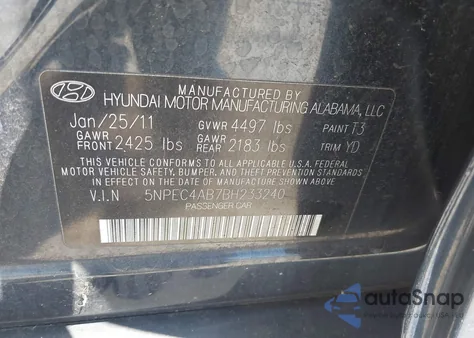 MANUFACTURED BY
HYUNDAI MOTOR MANUFACTURING ALABAMA, LLC
Jan/25/11 GVWR 4497 lbs PAINT T3
GAWR FRONT 2425 lbs GAWR REAR 2183 lbs TRIM YD
THIS VEHICLE CONFORMS TO ALL APPLICABLE U.S.A. FEDERAL
MOTOR VEHICLE SAFETY, BUMPER, AND THEFT PREVENTION
STANDARDS IN EFFECT ON THE DATE OF MANUFACTURE SHOWN ABOVE.
V.I.N 5NPEC4AB7BH233240
PASSENGER CAR
autoSnap